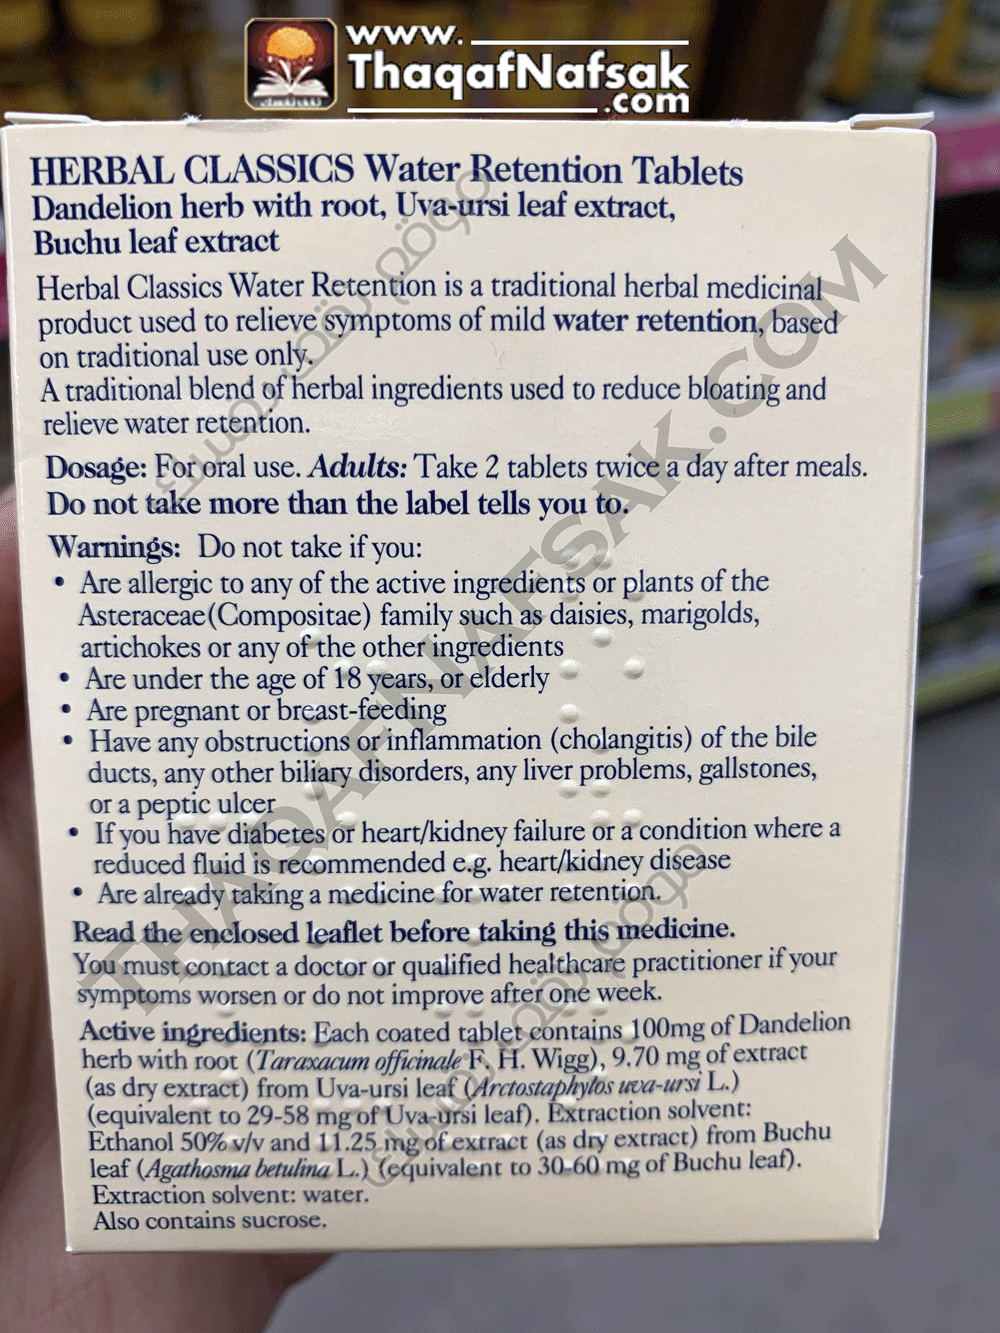 www.
ThaqafNafsak
.com
HERBAL CLASSICS Water Retention Tablets
Dandelion herb with root, Uva-ursi leaf extract,
Buchu leaf extract
Herbal Classics Water Retention is a traditional herbal medicinal
product used to relieve symptoms of mild water retention, based
on traditional use only.
A traditional blend of herbal ingredients used to reduce bloating and
relieve water retention.
Dosage: For oral use. Adults: Take 2 tablets twice a day after meals.
Do not take more than the label tells you to.
Warnings: Do not take if you:
• Are allergic to any of the active ingredients or plants of the
Asteraceae(Compositae) family such as daisies, marigolds,
artichokes or any of the other ingredients
• Are under the age of 18 years, or elderly
• Are pregnant or breast-feeding
• Have any obstructions or inflammation (cholangitis) of the bile
ducts, any other biliary disorders, any liver problems, gallstones,
or a peptic ulcer
• If you have diabetes or heart/kidney failure or a condition where a
reduced fluid is recommended e.g. heart/kidney disease
• Are already taking a medicine for water retention.
Read the enclosed leaflet before taking this medicine.
You must contact a doctor or qualified healthcare practitioner if your
symptoms worsen or do not improve after one week.
Active ingredients: Each coated tablet contains 100mg of Dandelion
herb with root (Taraxacum officinale F. H. Wigg), 9.70 mg of extract
(as dry extract) from Uva-ursi leaf (Arctostaphylos uva-ursi L.)
(equivalent to 29-58 mg of Uva-ursi leaf). Extraction solvent:
Ethanol 50% v/v and 11.25 mg of extract (as dry extract) from Buchu
leaf (Agathosma betulina L.) (equivalent to 30-60 mg of Buchu leaf).
Extraction solvent: water.
Also contains sucrose.
THAQAFNAFSAK.COM